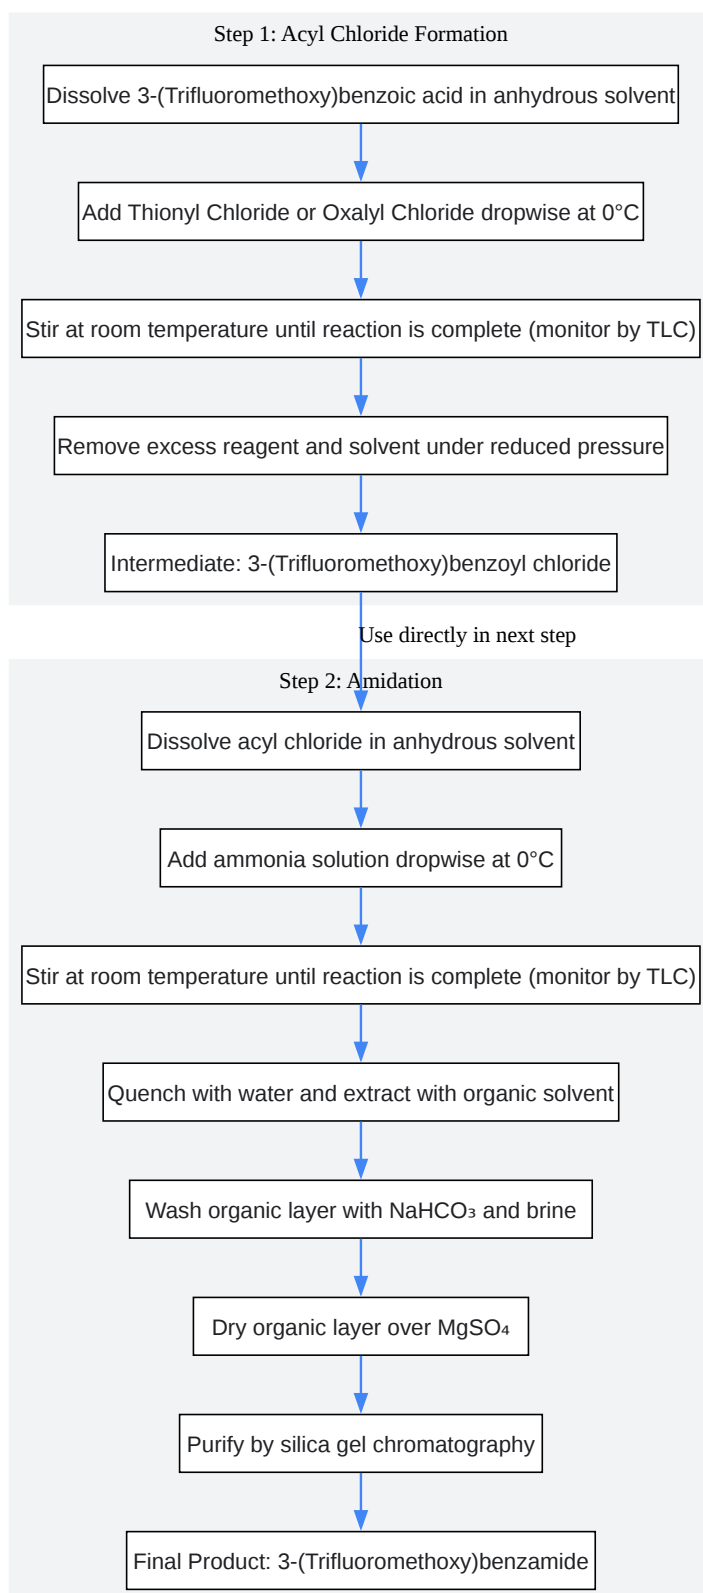 Step 1: Acyl Chloride Formation
Dissolve 3-(Trifluoromethoxy)benzoic acid in anhydrous solvent
Add Thionyl Chloride or Oxalyl Chloride dropwise at 0°C
Stir at room temperature until reaction is complete (monitor by TLC)
Remove excess reagent and solvent under reduced pressure
Intermediate: 3-(Trifluoromethoxy)benzoyl chloride
Use directly in next step
Step 2: Amidation
Dissolve acyl chloride in anhydrous solvent
Add ammonia solution dropwise at 0°C
Stir at room temperature until reaction is complete (monitor by TLC)
Quench with water and extract with organic solvent
Wash organic layer with NaHCO₃ and brine
Dry organic layer over MgSO₄
Purify by silica gel chromatography
Final Product: 3-(Trifluoromethoxy)benzamide